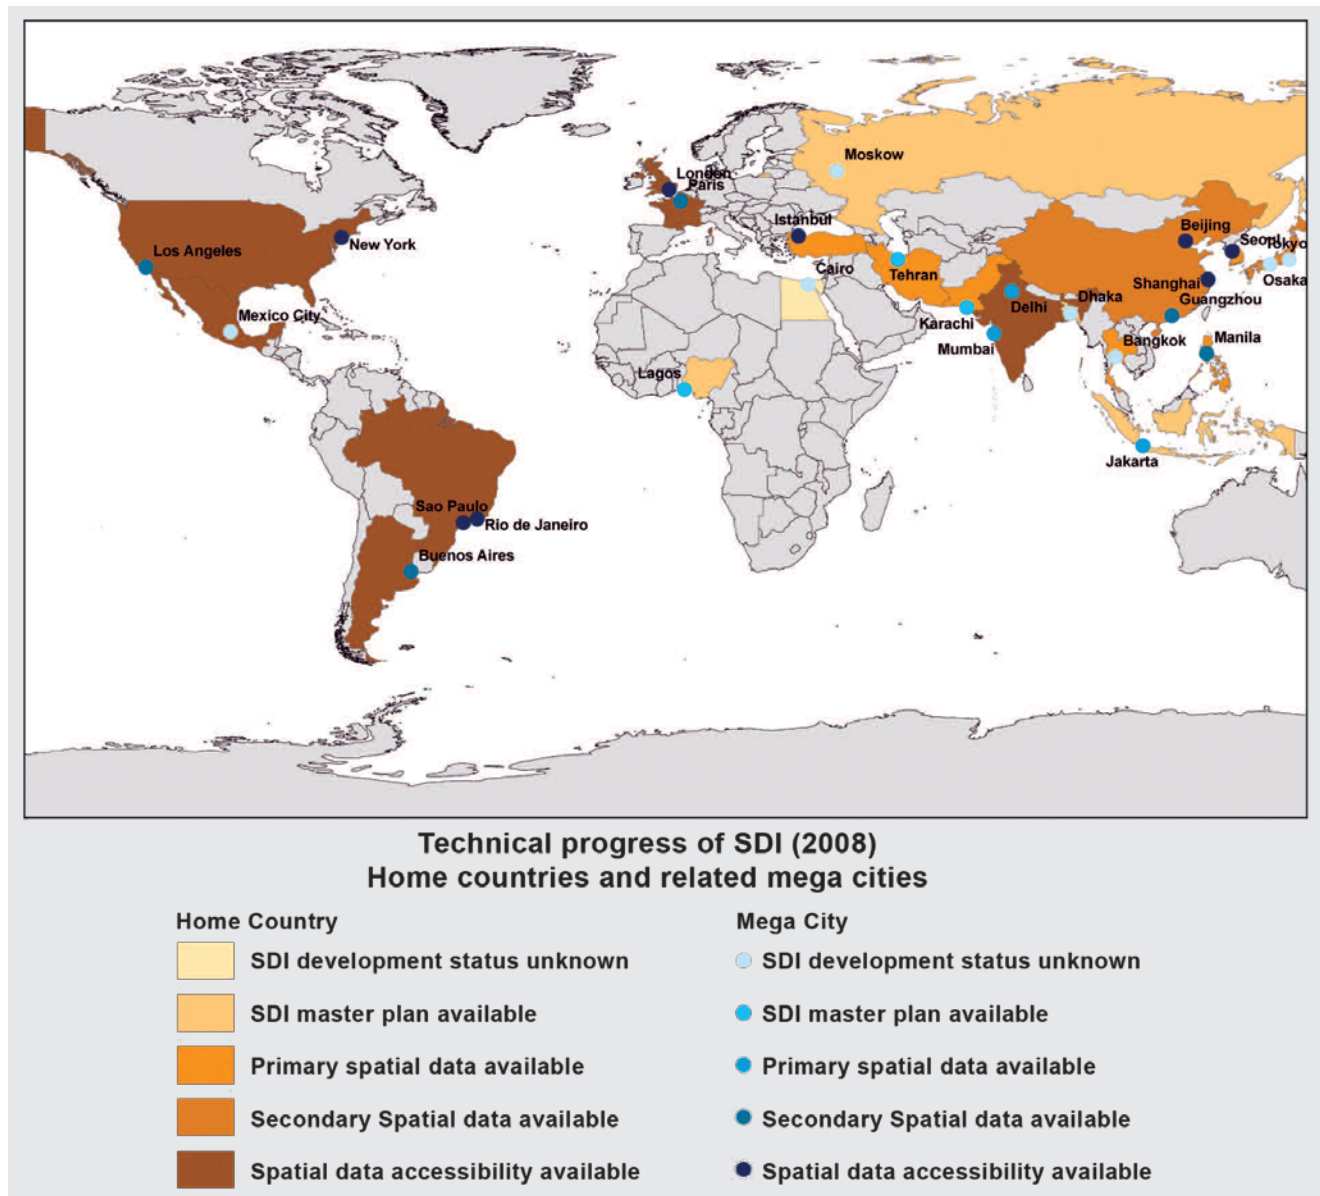 Moskow
London
Paris
Istanbul
Beijing
Seoul
Tokyo
Los Angeles
New York
Cairo
Tehran
Shanghai
Osaka
Delhi
Dhaka
Guangzhou
Mexico City
Karachi
Mumbai
Bangkok
Manila
Lagos
Jakarta
Sao Paulo
Rio de Janeiro
Buenos Aires
Technical progress of SDI (2008)
Home countries and related mega cities
Home Country
SDI development status unknown
SDI master plan available
Primary spatial data available
Secondary Spatial data available
Spatial data accessibility available
Mega City
SDI development status unknown
SDI master plan available
Primary spatial data available
Secondary Spatial data available
Spatial data accessibility available